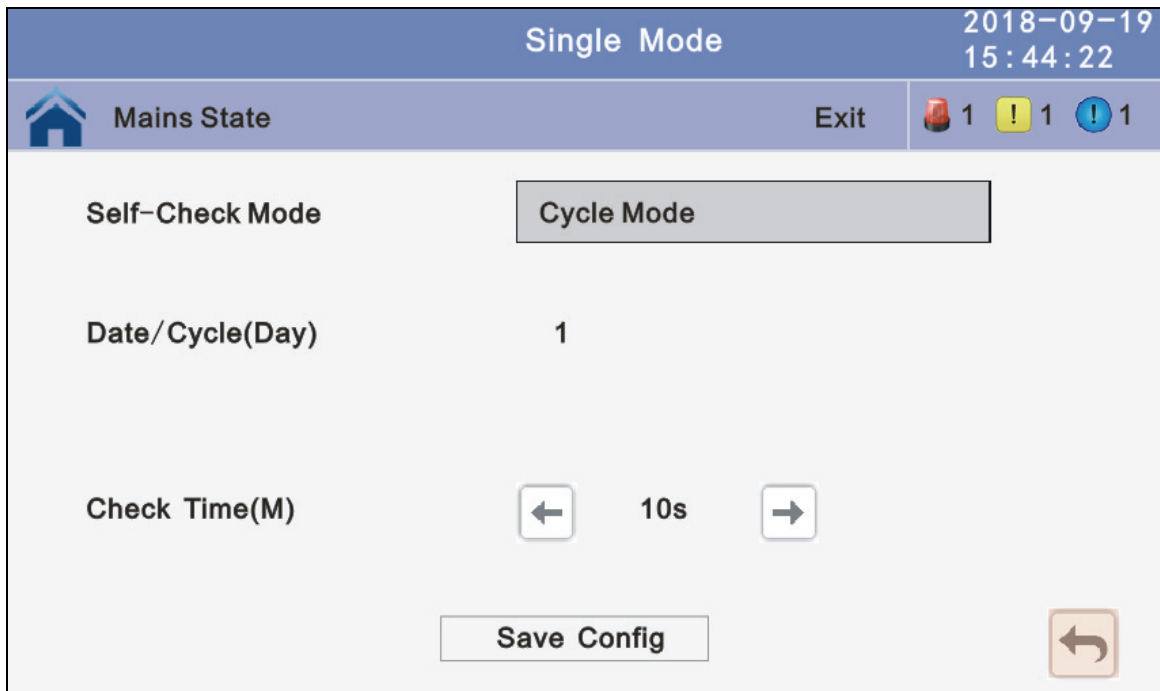 Single Mode
2018-09-19
15:44:22
Mains State
Exit
1
! 1
! 1
Self-Check Mode
Cycle Mode
Date/Cycle(Day)
1
Check Time(M)
10s
Save Config